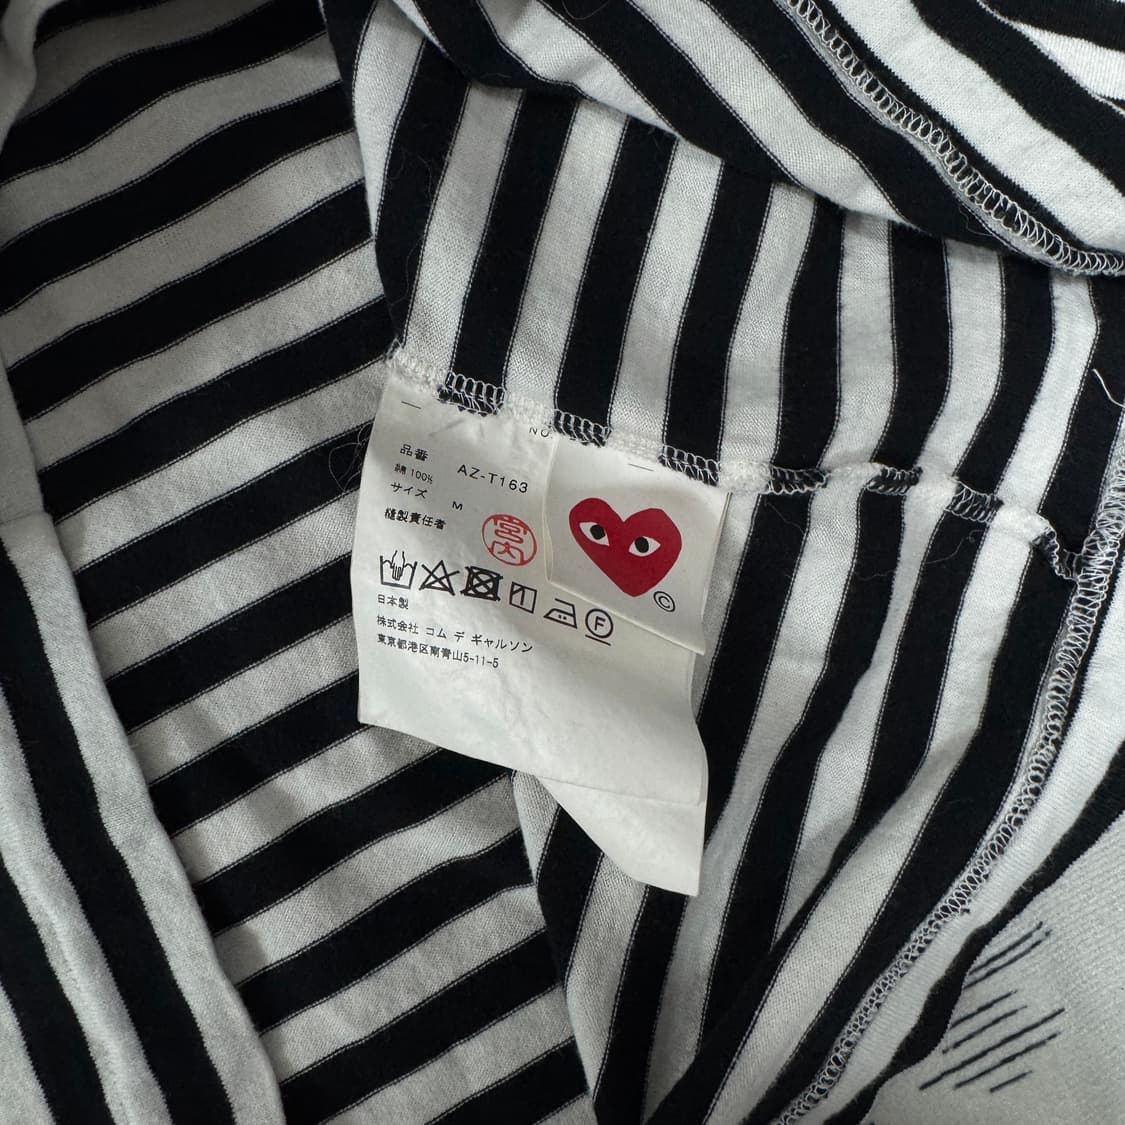 NO.
品番 AZ-T163
綿 100%
サイズ M
縫製責任者 宮内
F
©
日本製
株式会社 コム デ ギャルソン
東京都港区南青山5-11-5